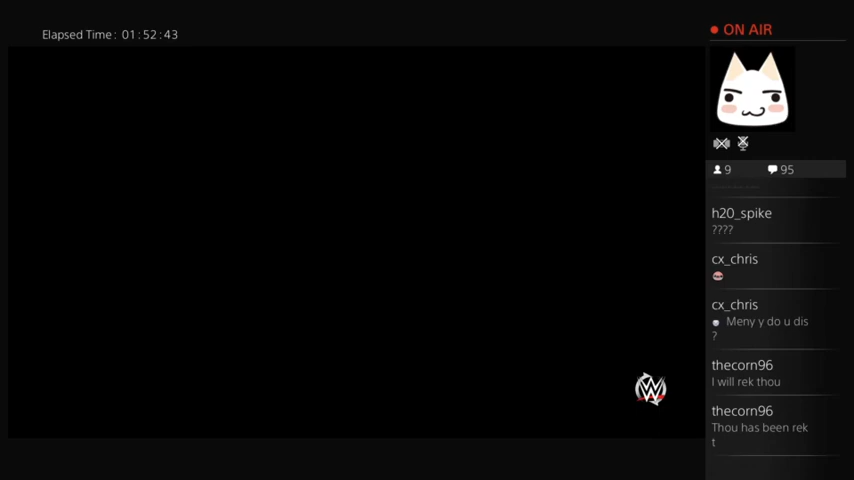 Elapsed Time: 01:52:43
ON AIR
9
95
h20_spike
????
cx_chris
cx_chris
Meny y do u dis
?
thecorn96
I will rek thou
thecorn96
Thou has been rek
t
W